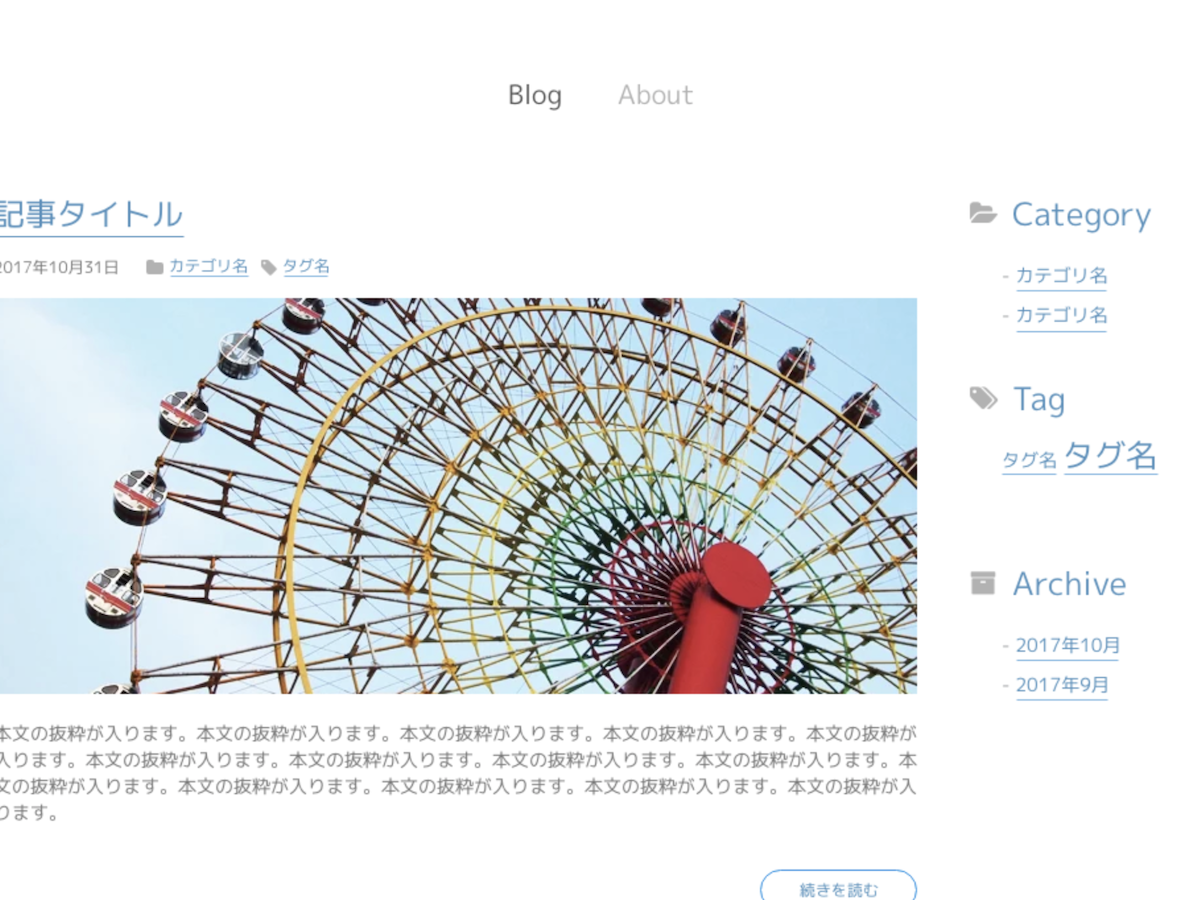 Blog About
記事タイトル
2017年10月31日 カテゴリ名 タグ名
本文の抜粋が入ります。本文の抜粋が入ります。本文の抜粋が入ります。本文の抜粋が入ります。本文の抜粋が
入ります。本文の抜粋が入ります。本文の抜粋が入ります。本文の抜粋が入ります。本文の抜粋が入ります。本
文の抜粋が入ります。本文の抜粋が入ります。本文の抜粋が入ります。本文の抜粋が入ります。本文の抜粋が入
ります。
続きを読む
Category
- カテゴリ名
- カテゴリ名
Tag
タグ名 タグ名
Archive
- 2017年10月
- 2017年9月